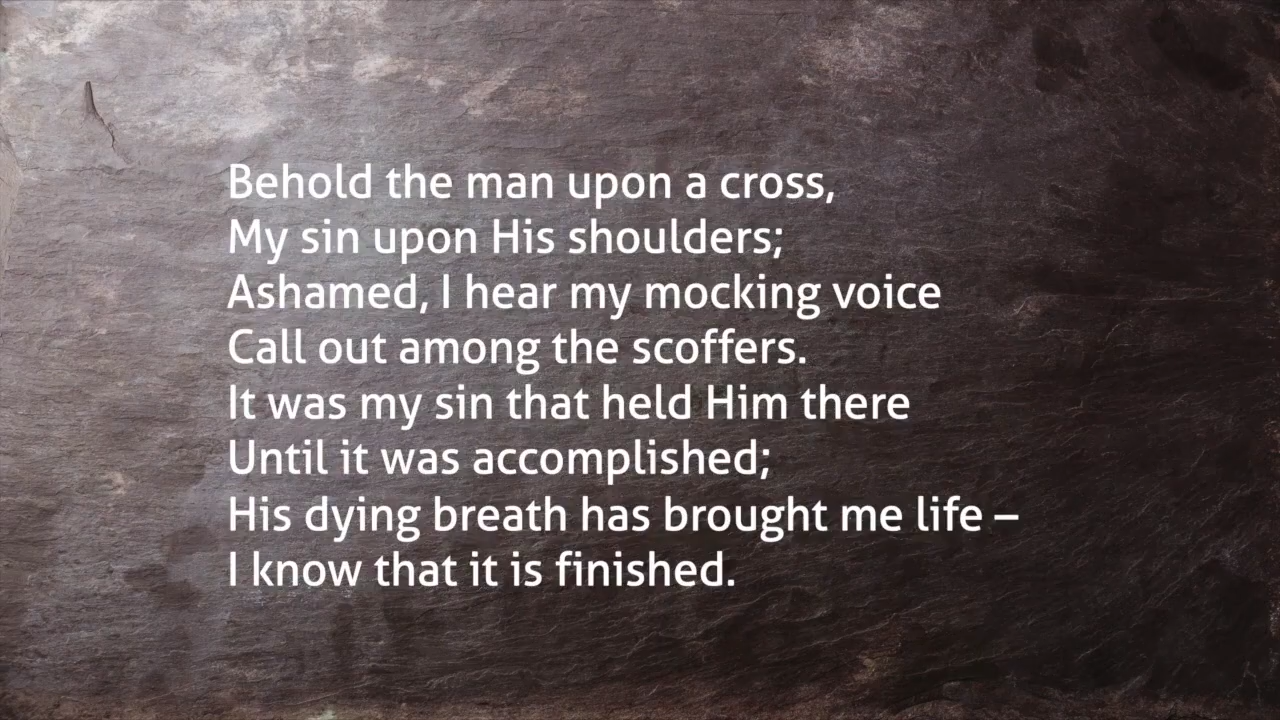 Behold the man upon a cross,
My sin upon His shoulders;
Ashamed, I hear my mocking voice
Call out among the scoffers.
It was my sin that held Him there
Until it was accomplished;
His dying breath has brought me life –
I know that it is finished.